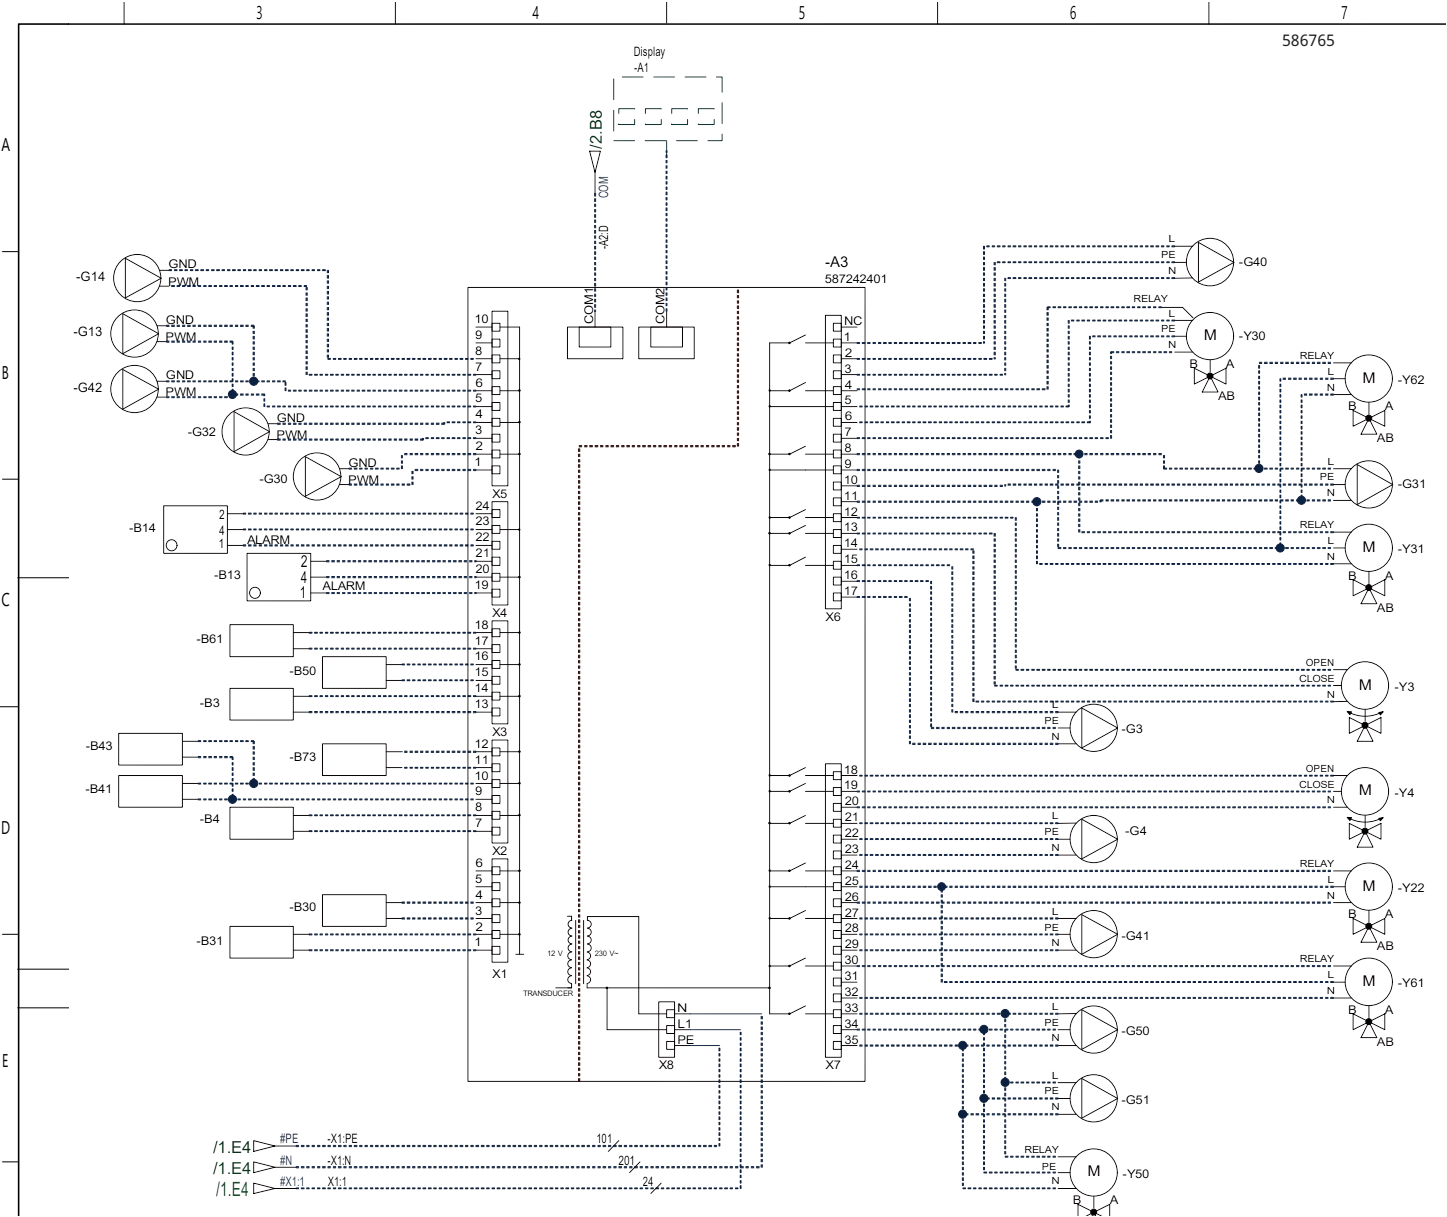 3 4 5 6 7
586765
Display
-A1
/2.B8
COM
-A2:D
A
B
C
D
E
-A3
587242401
COM1
COM2
-G14
GND
PWM
-G13
GND
PWM
-G42
GND
PWM
-G32
GND
PWM
-G30
GND
PWM
10
9
8
7
6
5
4
3
2
1
X5
-B14
2
4
1
ALARM
-B13
2
4
1
ALARM
24
23
22
21
20
19
X4
-B61
-B50
-B3
18
17
16
15
14
13
X3
-B43
-B73
-B41
-B4
12
11
10
9
8
7
X2
-B30
-B31
6
5
4
3
2
1
X1
12 V
230 V~
TRANSDUCER
N
L1
PE
X8
NC
1
2
3
4
5
6
7
8
9
10
11
12
13
14
15
16
17
X6
18
19
20
21
22
23
24
25
26
27
28
29
30
31
32
33
34
35
X7
L
PE
N
-G40
RELAY
L
PE
N
M
-Y30
B A
AB
RELAY
L
N
M
-Y62
B A
AB
L
PE
N
-G31
RELAY
L
N
M
-Y31
B A
AB
OPEN
CLOSE
N
M
-Y3
L
PE
N
-G3
OPEN
CLOSE
N
M
-Y4
L
PE
N
-G4
RELAY
L
N
M
-Y22
B A
AB
L
PE
N
-G41
RELAY
L
N
M
-Y61
B A
AB
L
PE
N
-G50
L
PE
N
-G51
RELAY
PE
N
M
-Y50
B A
/1.E4 #PE -X1:PE 101
/1.E4 #N -X1:N 201
/1.E4 #X1:1 X1:1 24